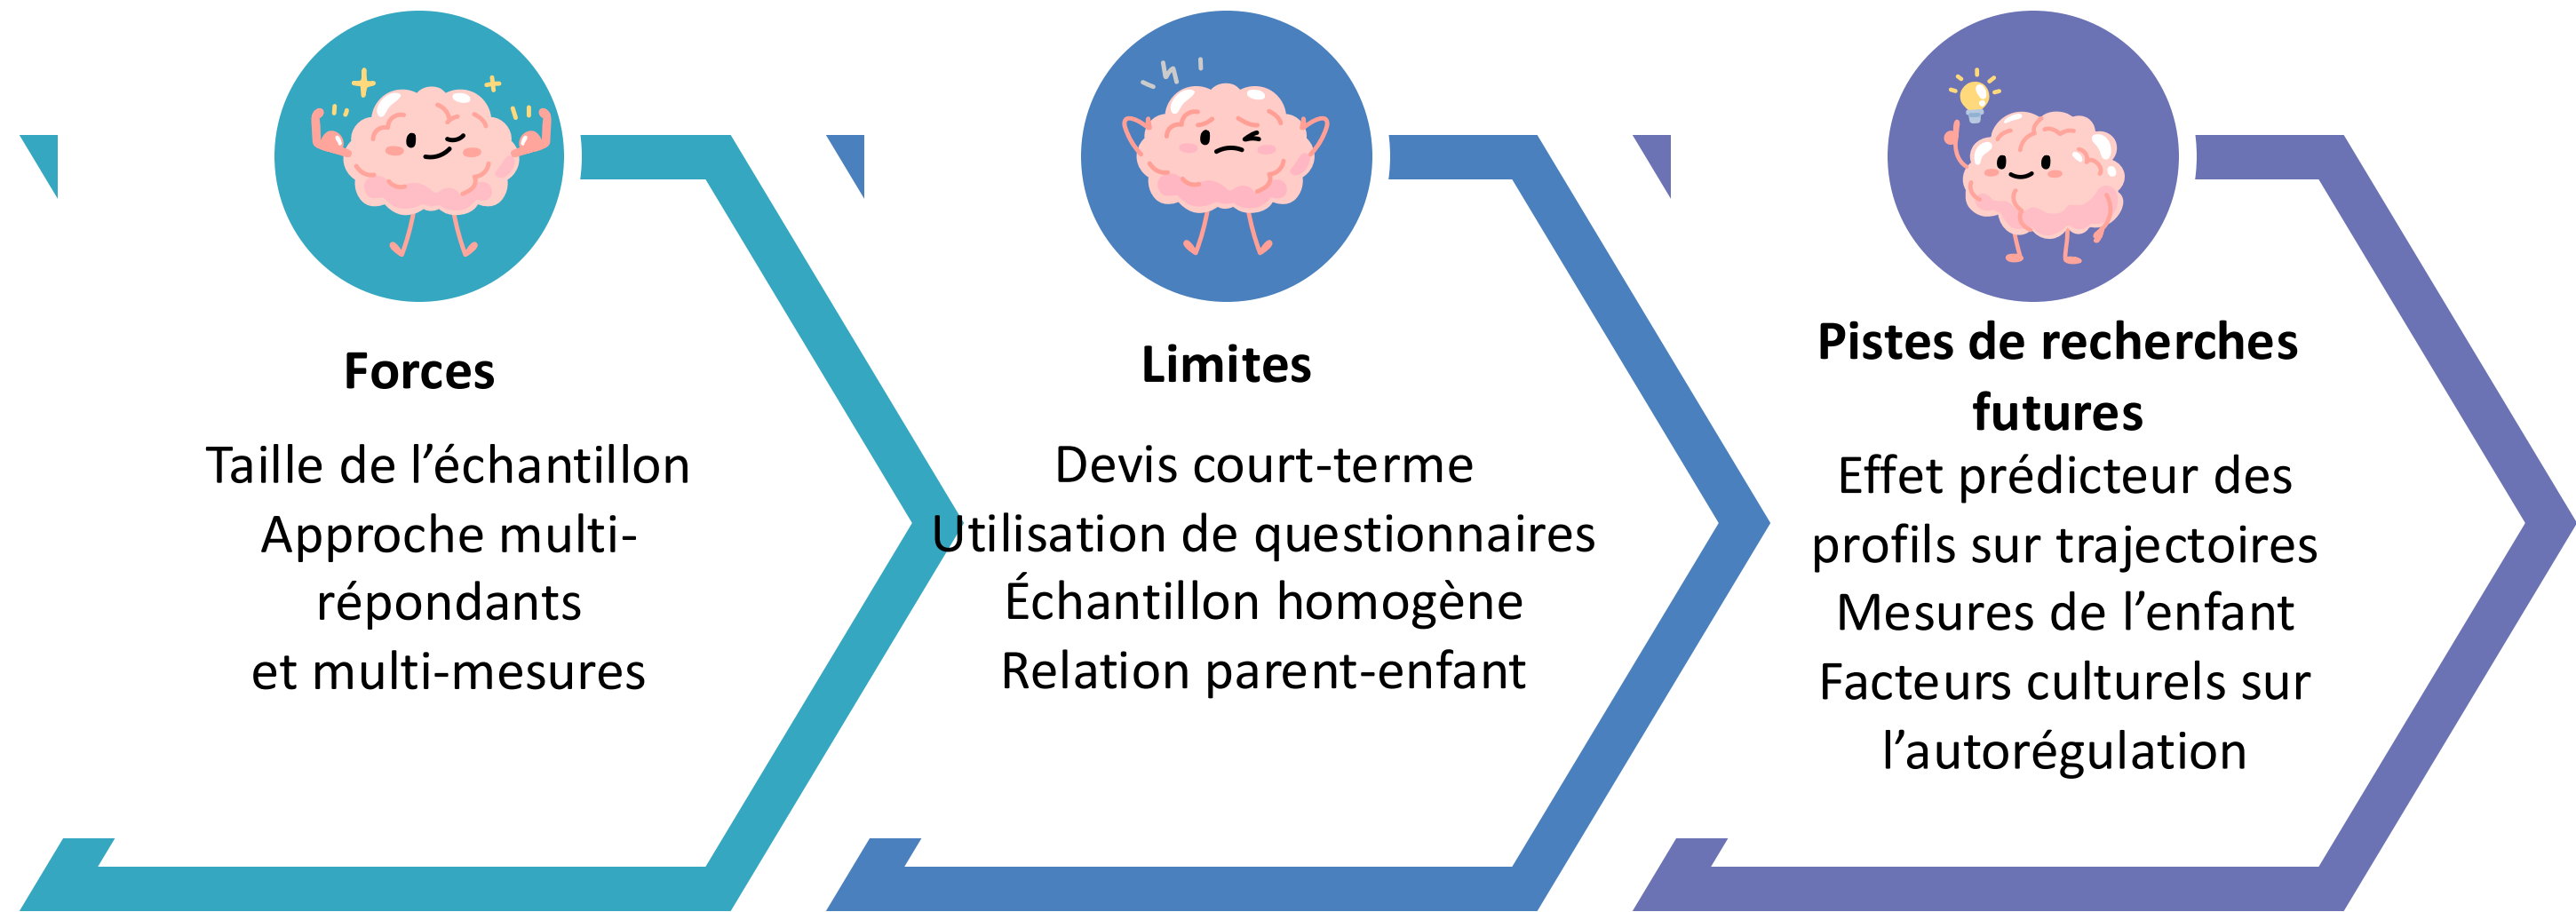 Forces
Taille de l’échantillon
Approche multi-
répondants
et multi-mesures
Limites
Devis court-terme
Utilisation de questionnaires
Échantillon homogène
Relation parent-enfant
Pistes de recherches
futures
Effet prédicteur des
profils sur trajectoires
Mesures de l’enfant
Facteurs culturels sur
l’autorégulation